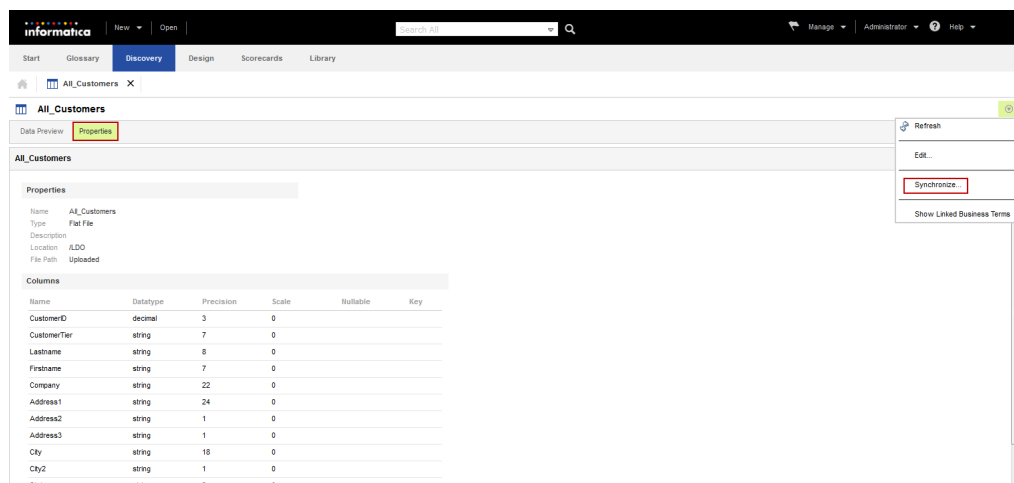 informatica New Open Search All Manage Administrator Help
Start Glossary Discovery Design Scorecards Library
All_Customers X
All_Customers
Data Preview Properties
Refresh
Edit...
Synchronize...
Show Linked Business Terms
All_Customers
Properties
Name All_Customers
Type Flat File
Description
Location /LDO
File Path Uploaded
Columns
Name Datatype Precision Scale Nullable Key
CustomerID decimal 3 0
CustomerTier string 7 0
Lastname string 8 0
Firstname string 7 0
Company string 22 0
Address1 string 24 0
Address2 string 1 0
Address3 string 1 0
City string 18 0
City2 string 1 0